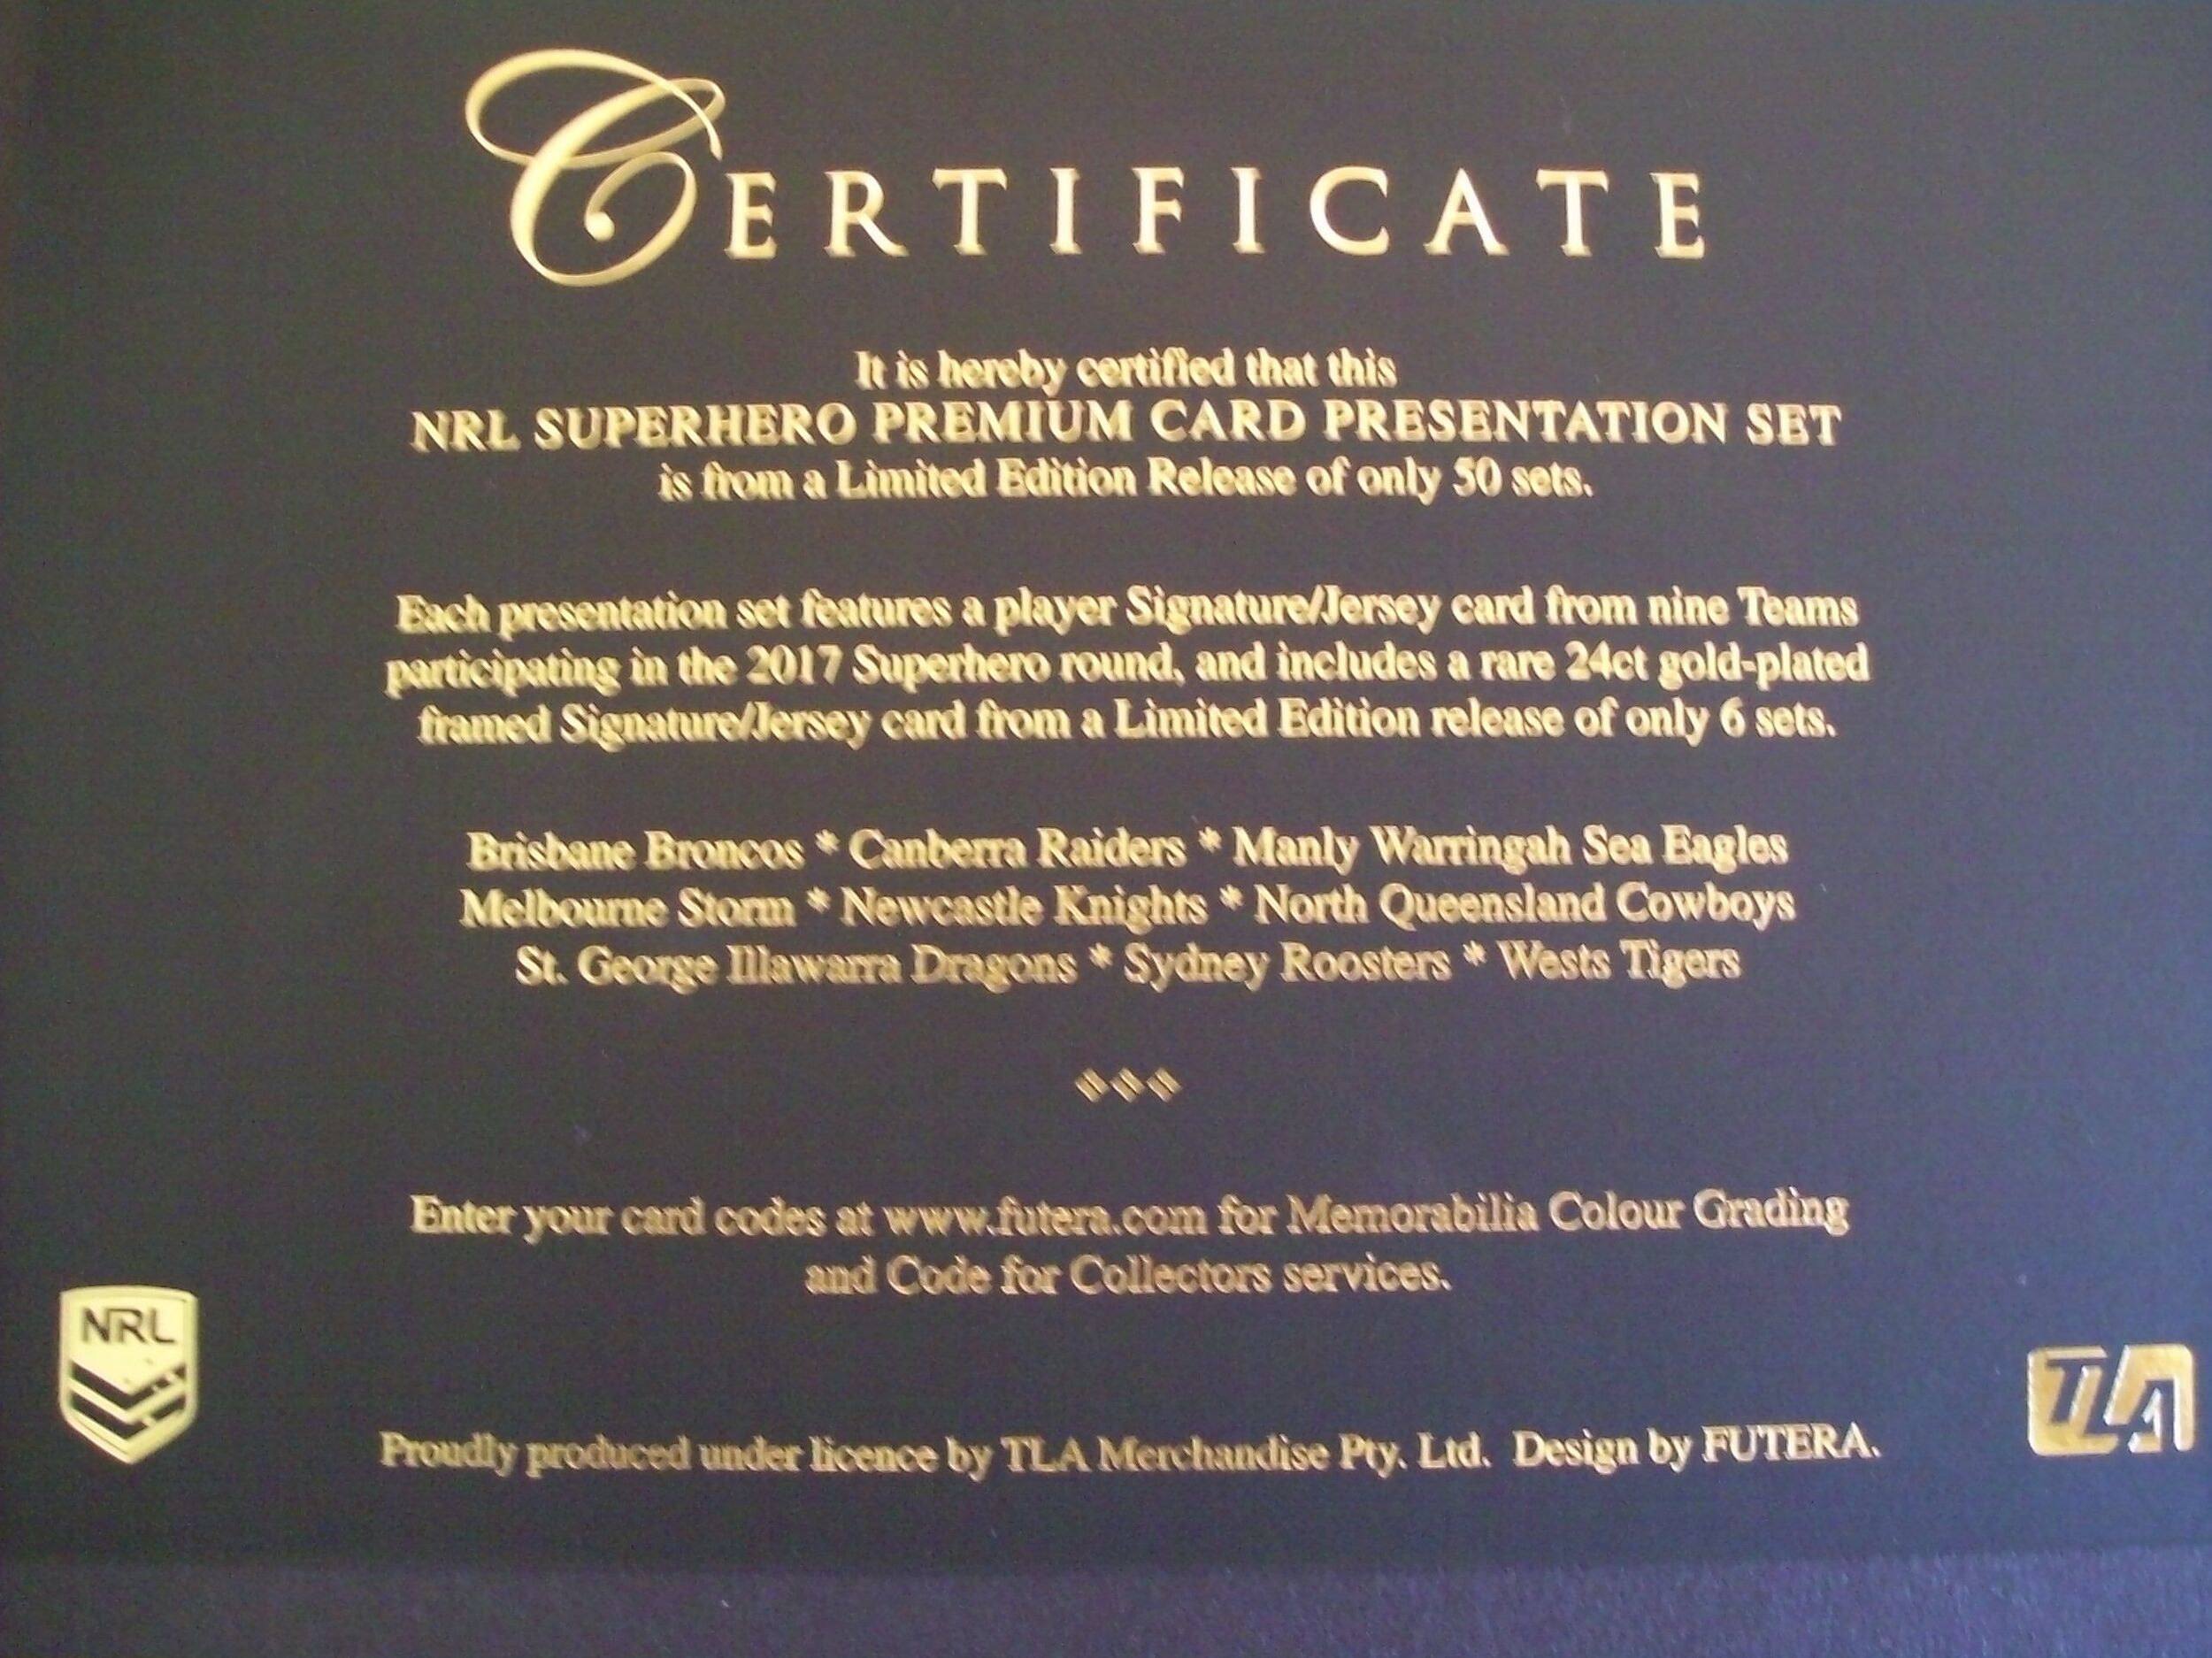 CERTIFICATE
It is hereby certified that this
NRL SUPERHERO PREMIUM CARD PRESENTATION SET
is from a Limited Edition Release of only 50 sets.
Each presentation set features a player Signature/Jersey card from nine Teams
participating in the 2017 Superhero round, and includes a rare 24ct gold-plated
framed Signature/Jersey card from a Limited Edition release of only 6 sets.
Brisbane Broncos * Canberra Raiders * Manly Warringah Sea Eagles
Melbourne Storm * Newcastle Knights * North Queensland Cowboys
St. George Illawarra Dragons * Sydney Roosters * Wests Tigers
Enter your card codes at www.futera.com for Memorabilia Colour Grading
and Code for Collectors services.
NRL
TLA
Proudly produced under licence by TLA Merchandise Pty. Ltd. Design by FUTERA.